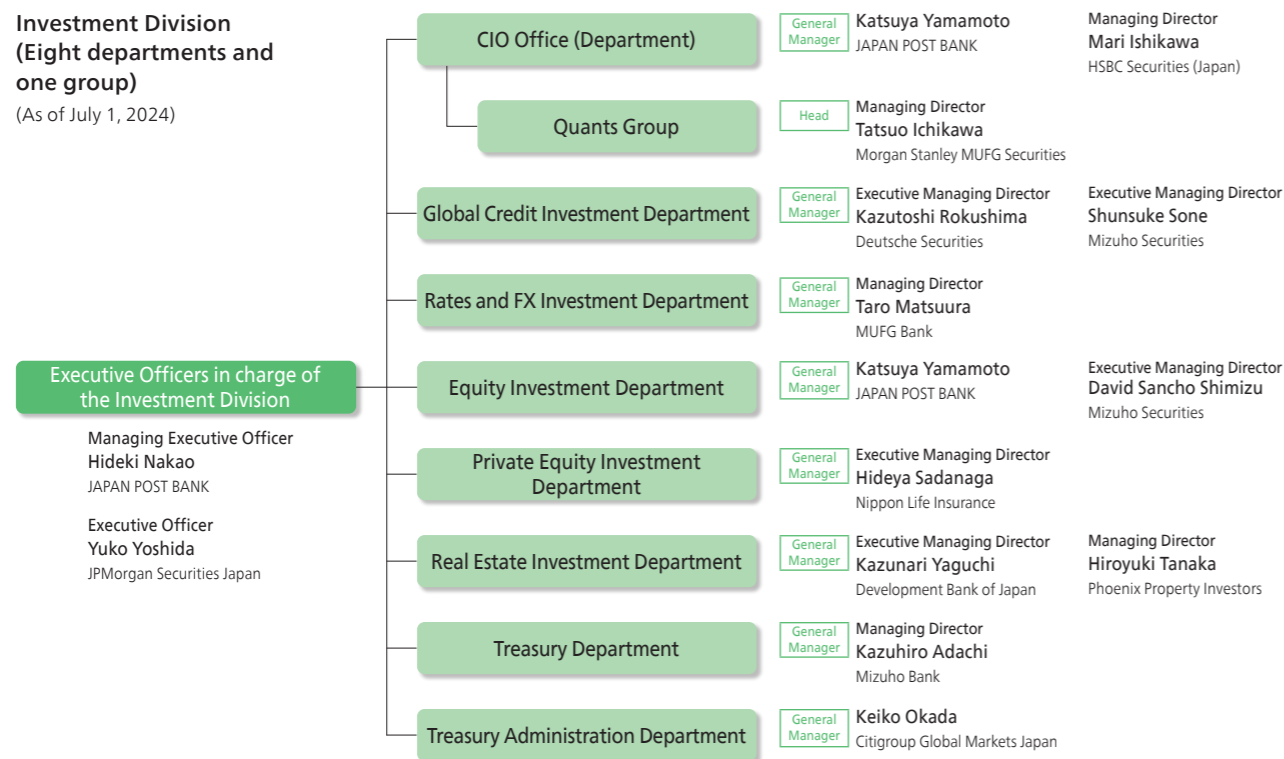 Investment Division
(Eight departments and
one group)
(As of July 1, 2024)
Executive Officers in charge of
the Investment Division
Managing Executive Officer
Hideki Nakao
JAPAN POST BANK
Executive Officer
Yuko Yoshida
JPMorgan Securities Japan
CIO Office (Department)
General
Manager
Katsuya Yamamoto
JAPAN POST BANK
Managing Director
Mari Ishikawa
HSBC Securities (Japan)
Quants Group
Head
Managing Director
Tatsuo Ichikawa
Morgan Stanley MUFG Securities
Global Credit Investment Department
General
Manager
Executive Managing Director
Kazutoshi Rokushima
Deutsche Securities
Executive Managing Director
Shunsuke Sone
Mizuho Securities
Rates and FX Investment Department
General
Manager
Managing Director
Taro Matsuura
MUFG Bank
Equity Investment Department
General
Manager
Katsuya Yamamoto
JAPAN POST BANK
Executive Managing Director
David Sancho Shimizu
Mizuho Securities
Private Equity Investment
Department
General
Manager
Executive Managing Director
Hideya Sadanaga
Nippon Life Insurance
Real Estate Investment Department
General
Manager
Executive Managing Director
Kazunari Yaguchi
Development Bank of Japan
Managing Director
Hiroyuki Tanaka
Phoenix Property Investors
Treasury Department
General
Manager
Managing Director
Kazuhiro Adachi
Mizuho Bank
Treasury Administration Department
General
Manager
Keiko Okada
Citigroup Global Markets Japan